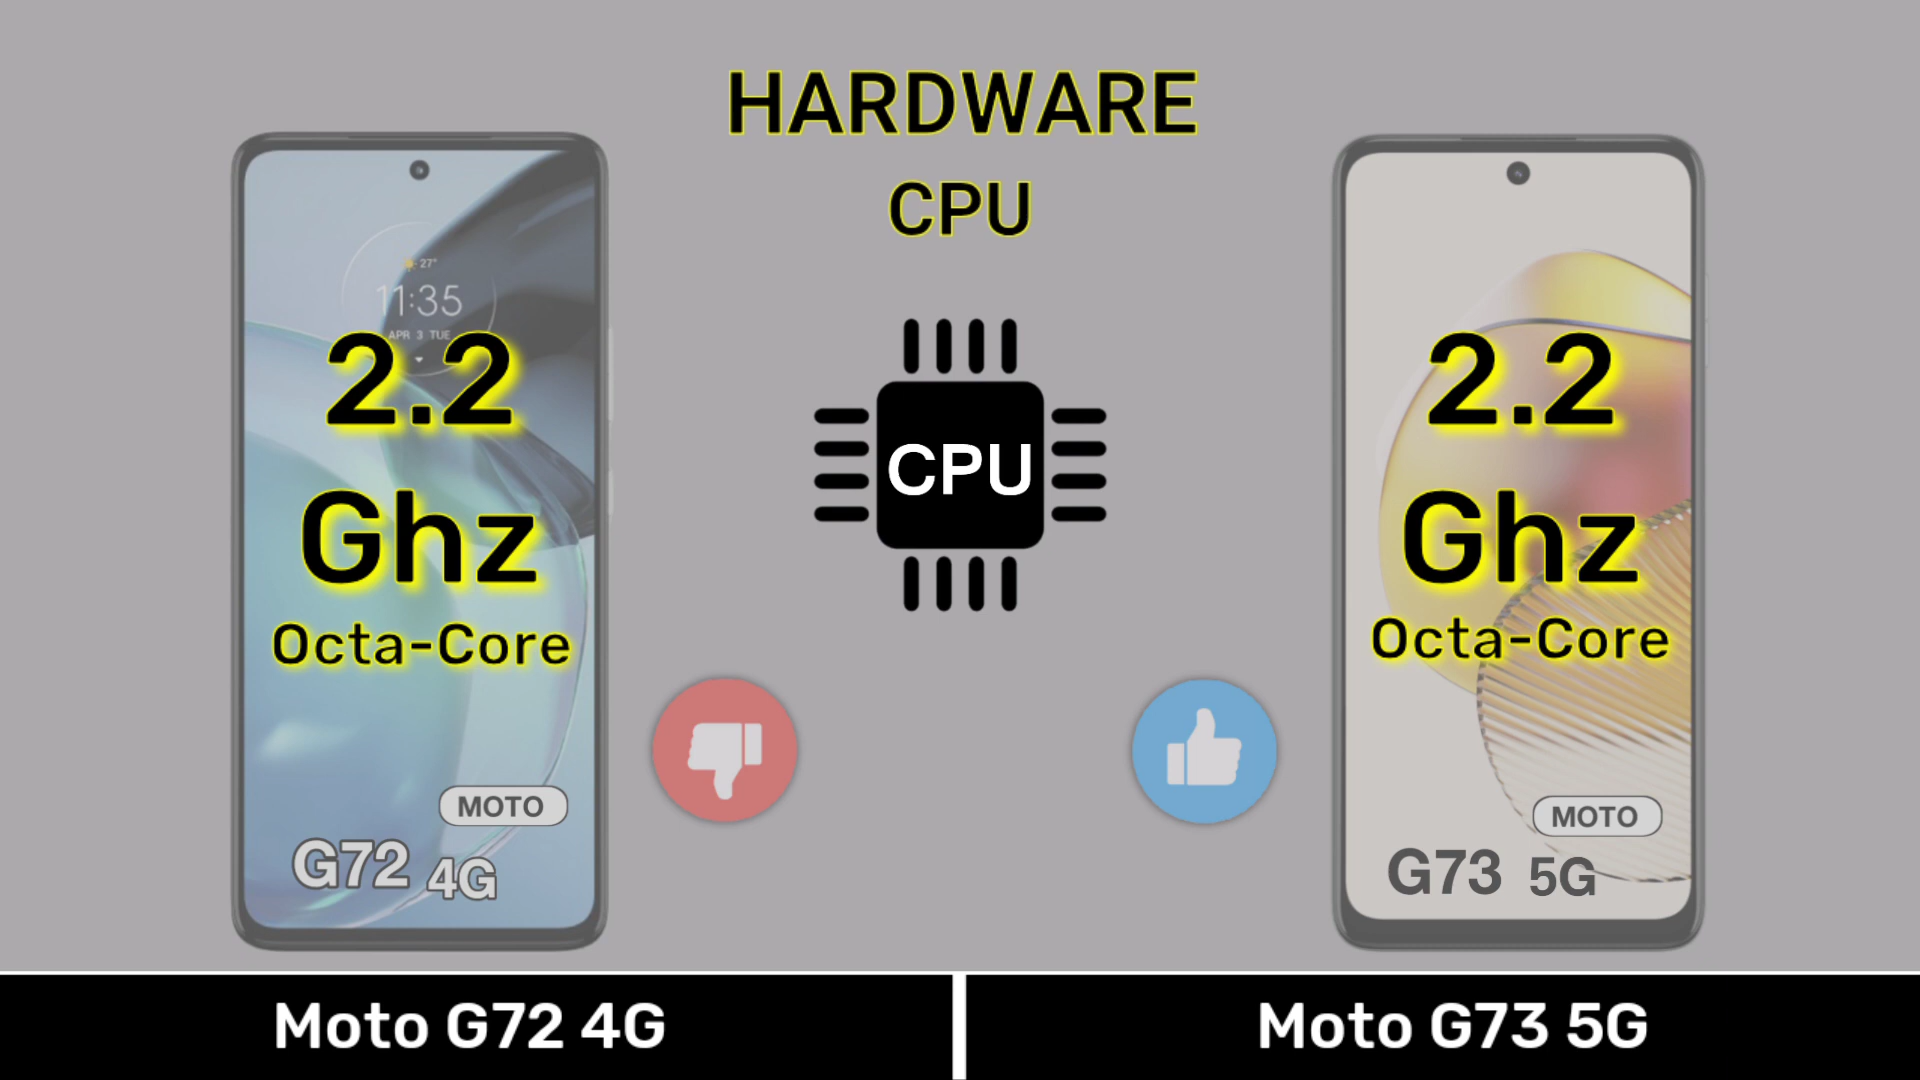 HARDWARE
CPU
27°
11:35
APR 3 TUE
2.2
Ghz
Octa-Core
MOTO
G72 4G
CPU
2.2
Ghz
Octa-Core
MOTO
G73 5G
Moto G72 4G
Moto G73 5G